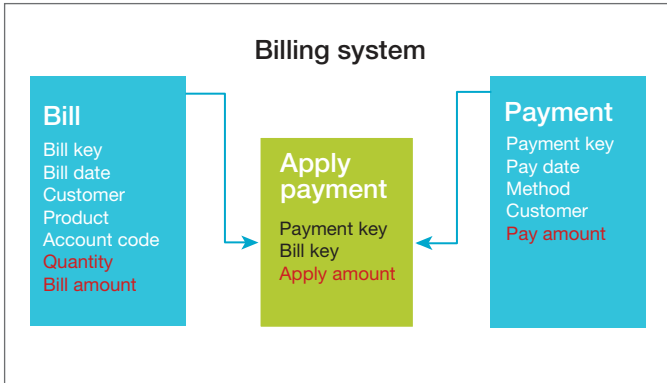 Billing system
Bill
Bill key
Bill date
Customer
Product
Account code
Quantity
Bill amount
Apply
payment
Payment key
Bill key
Apply amount
Payment
Payment key
Pay date
Method
Customer
Pay amount